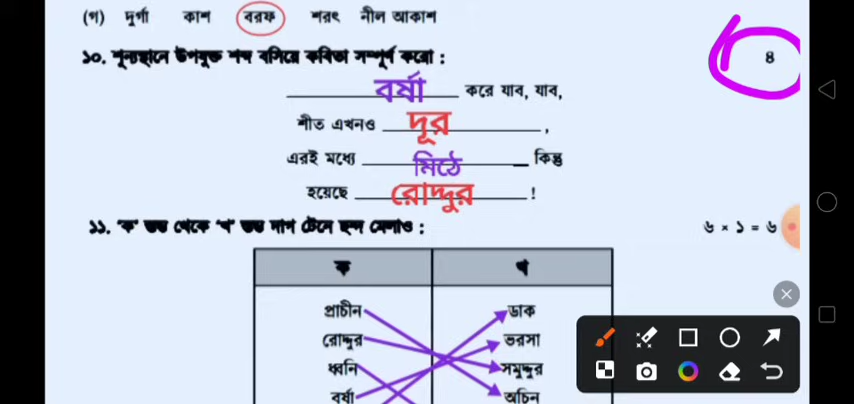 (গ) দুর্গা কাশ বরফ শরৎ নীল আকাশ
১০. শূন্যস্থানে উপযুক্ত শব্দ বসিয়ে কবিতা সম্পূর্ণ করো : ৪
বর্ষা করে যাব, যাব,
শীত এখনও দূর,
এরই মধ্যে মিঠে কিন্তু
হয়েছে রোদ্দুর !
১১. 'ক' স্তম্ভ থেকে 'খ' স্তম্ভ দাগ টেনে ছন্দ মেলাও : ৬ × ১ = ৬
ক খ
প্রাচীন ডাক
রোদ্দুর ভরসা
ধ্বনি সমুদ্দুর
বর্ষা অচিন